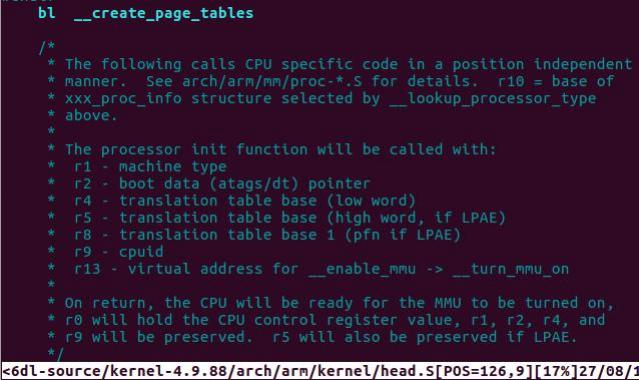 bl __create_page_tables
/*
* The following calls CPU specific code in a position independent
* manner. See arch/arm/mm/proc-*.S for details. r10 = base of
* xxx_proc_info structure selected by __lookup_processor_type
* above.
*
* The processor init function will be called with:
* r1 - machine type
* r2 - boot data (atags/dt) pointer
* r4 - translation table base (low word)
* r5 - translation table base (high word, if LPAE)
* r8 - translation table base 1 (pfn if LPAE)
* r9 - cpuid
* r13 - virtual address for __enable_mmu -> __turn_mmu_on
*
* On return, the CPU will be ready for the MMU to be turned on,
* r0 will hold the CPU control register value, r1, r2, r4, and
* r9 will be preserved. r5 will also be preserved if LPAE.
*/
<6dl-source/kernel-4.9.88/arch/arm/kernel/head.S[POS=126,9][17%]27/08/1